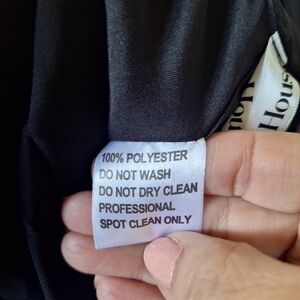 100% POLYESTER
DO NOT WASH
DO NOT DRY CLEAN
PROFESSIONAL
SPOT CLEAN ONLY